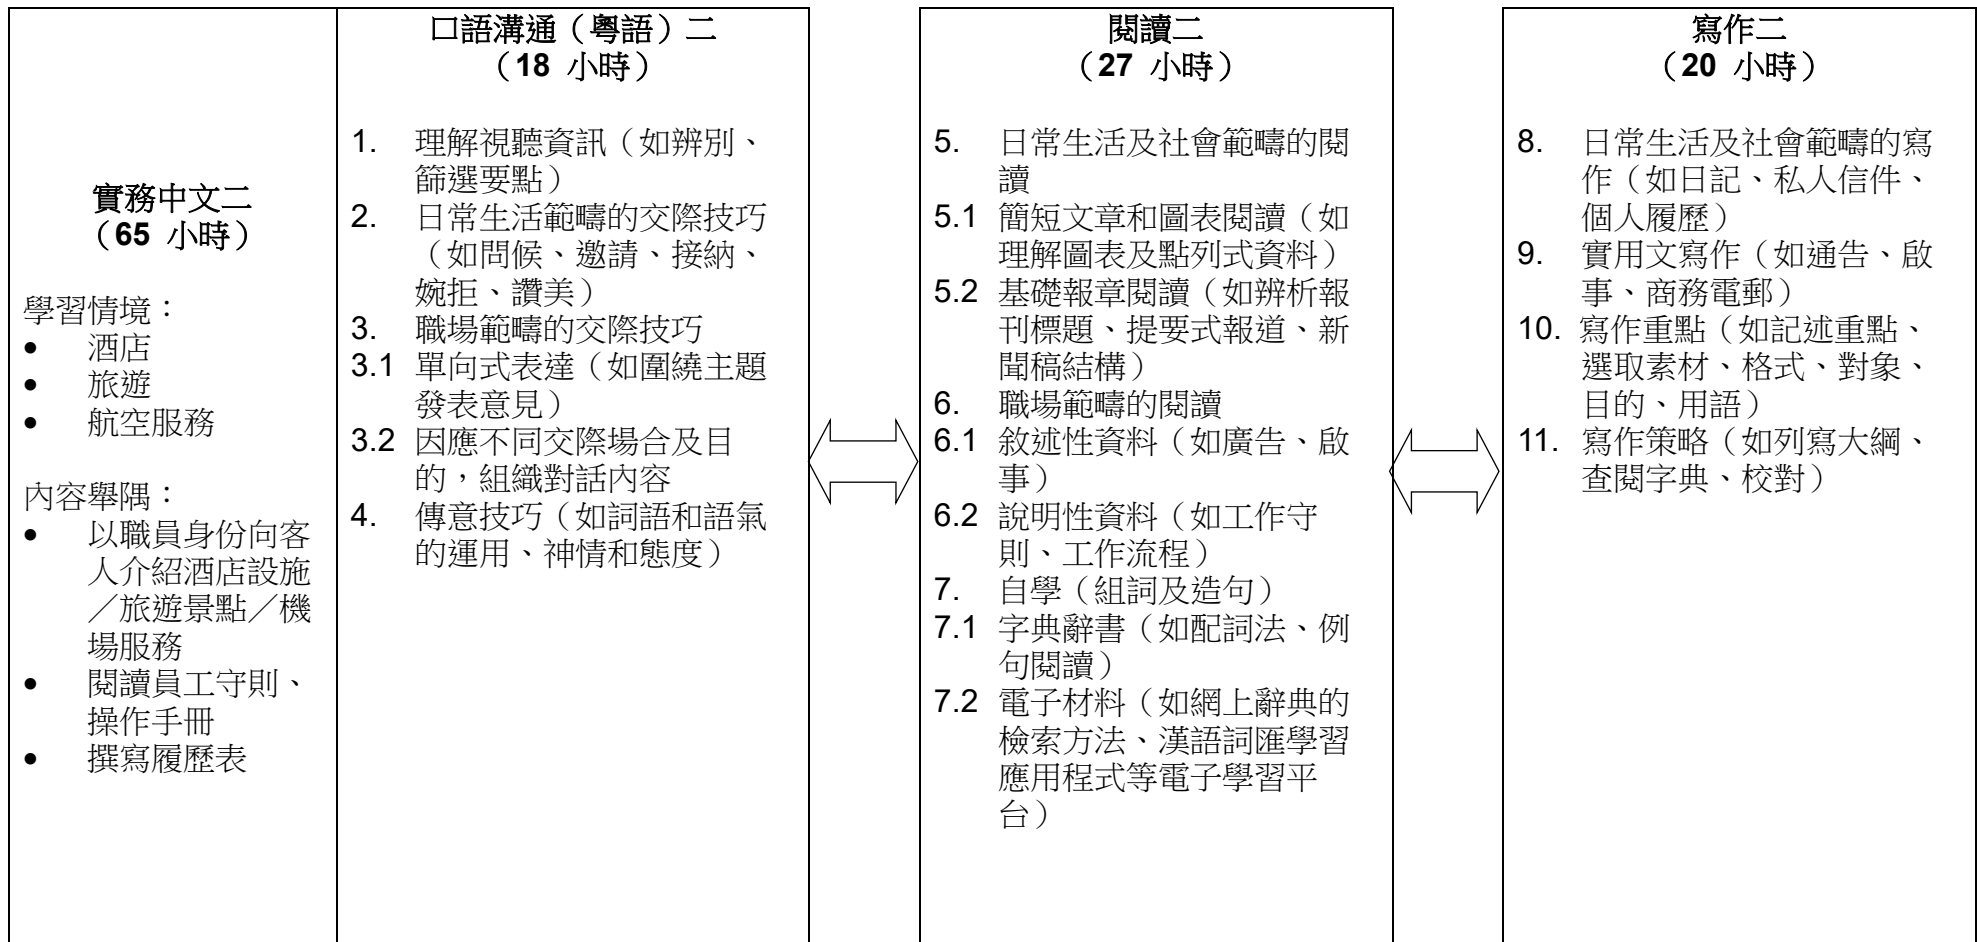 實務中文二
（65 小時）
學習情境：
● 酒店
● 旅遊
● 航空服務
內容舉隅：
● 以職員身份向客
人介紹酒店設施
／旅遊景點／機
場服務
● 閱讀員工守則、
操作手冊
● 撰寫履歷表
口語溝通（粵語）二
（18 小時）
1. 理解視聽資訊（如辨別、
篩選要點）
2. 日常生活範疇的交際技巧
（如問候、邀請、接納、
婉拒、讚美）
3. 職場範疇的交際技巧
3.1 單向式表達（如圍繞主題
發表意見）
3.2 因應不同交際場合及目
的，組織對話內容
4. 傳意技巧（如詞語和語氣
的運用、神情和態度）
閱讀二
（27 小時）
5. 日常生活及社會範疇的閱
讀
5.1 簡短文章和圖表閱讀（如
理解圖表及點列式資料）
5.2 基礎報章閱讀（如辨析報
刊標題、提要式報道、新
聞稿結構）
6. 職場範疇的閱讀
6.1 敘述性資料（如廣告、啟
事）
6.2 說明性資料（如工作守
則、工作流程）
7. 自學（組詞及造句）
7.1 字典辭書（如配詞法、例
句閱讀）
7.2 電子材料（如網上辭典的
檢索方法、漢語詞匯學習
應用程式等電子學習平
台）
寫作二
（20 小時）
8. 日常生活及社會範疇的寫
作（如日記、私人信件、
個人履歷）
9. 實用文寫作（如通告、啟
事、商務電郵）
10. 寫作重點（如記述重點、
選取素材、格式、對象、
目的、用語）
11. 寫作策略（如列寫大綱、
查閱字典、校對）